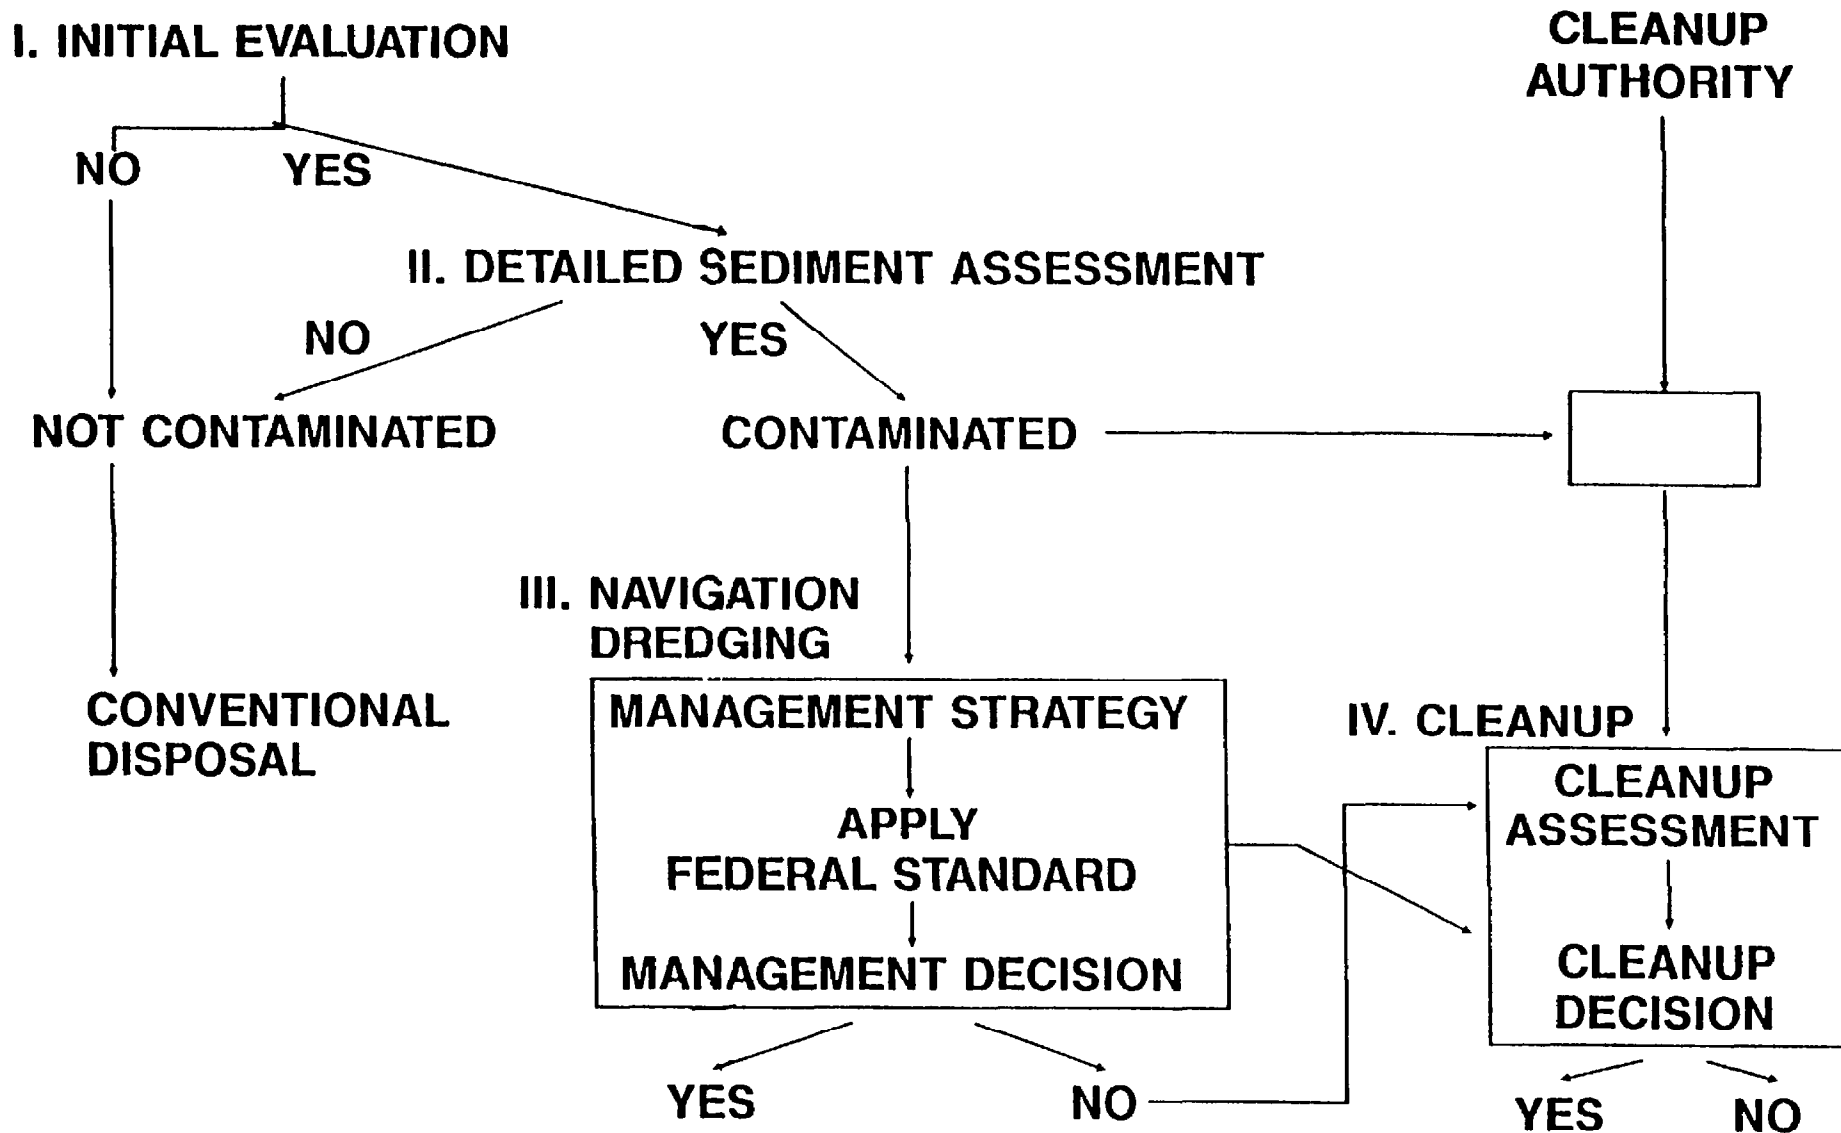 I. INITIAL EVALUATION
CLEANUP
AUTHORITY
NO
YES
II. DETAILED SEDIMENT ASSESSMENT
NO
YES
NOT CONTAMINATED
CONTAMINATED
III. NAVIGATION
DREDGING
CONVENTIONAL
DISPOSAL
MANAGEMENT STRATEGY
APPLY
FEDERAL STANDARD
MANAGEMENT DECISION
YES
NO
IV. CLEANUP
CLEANUP
ASSESSMENT
CLEANUP
DECISION
YES
NO